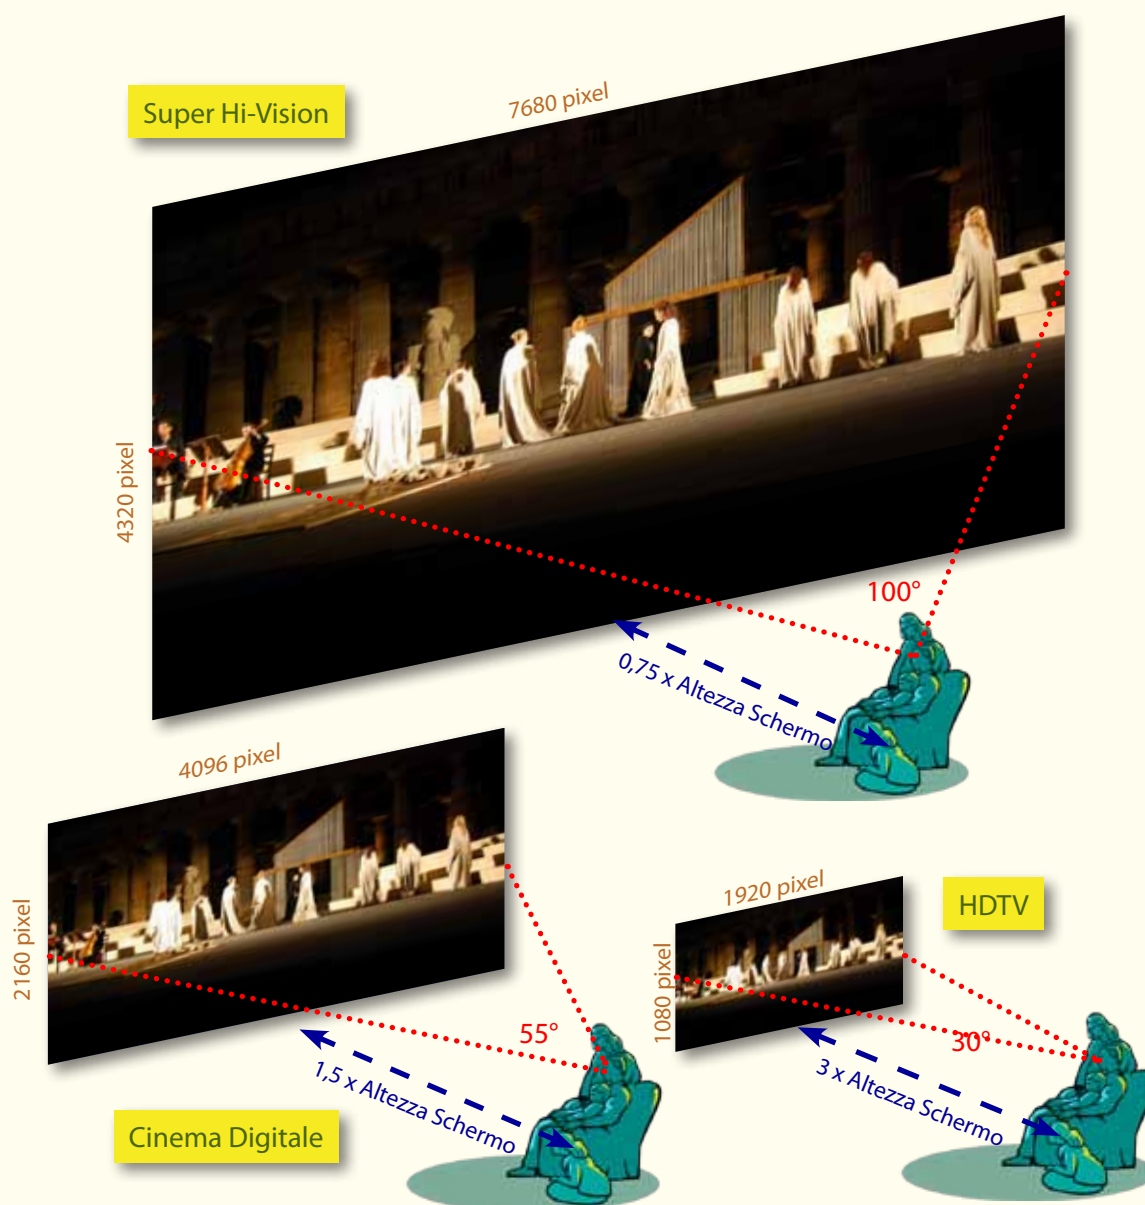 Super Hi-Vision
7680 pixel
4320 pixel
100°
0,75 x Altezza Schermo
4096 pixel
2160 pixel
55°
1,5 x Altezza Schermo
Cinema Digitale
1920 pixel
HDTV
1080 pixel
30°
3 x Altezza Schermo